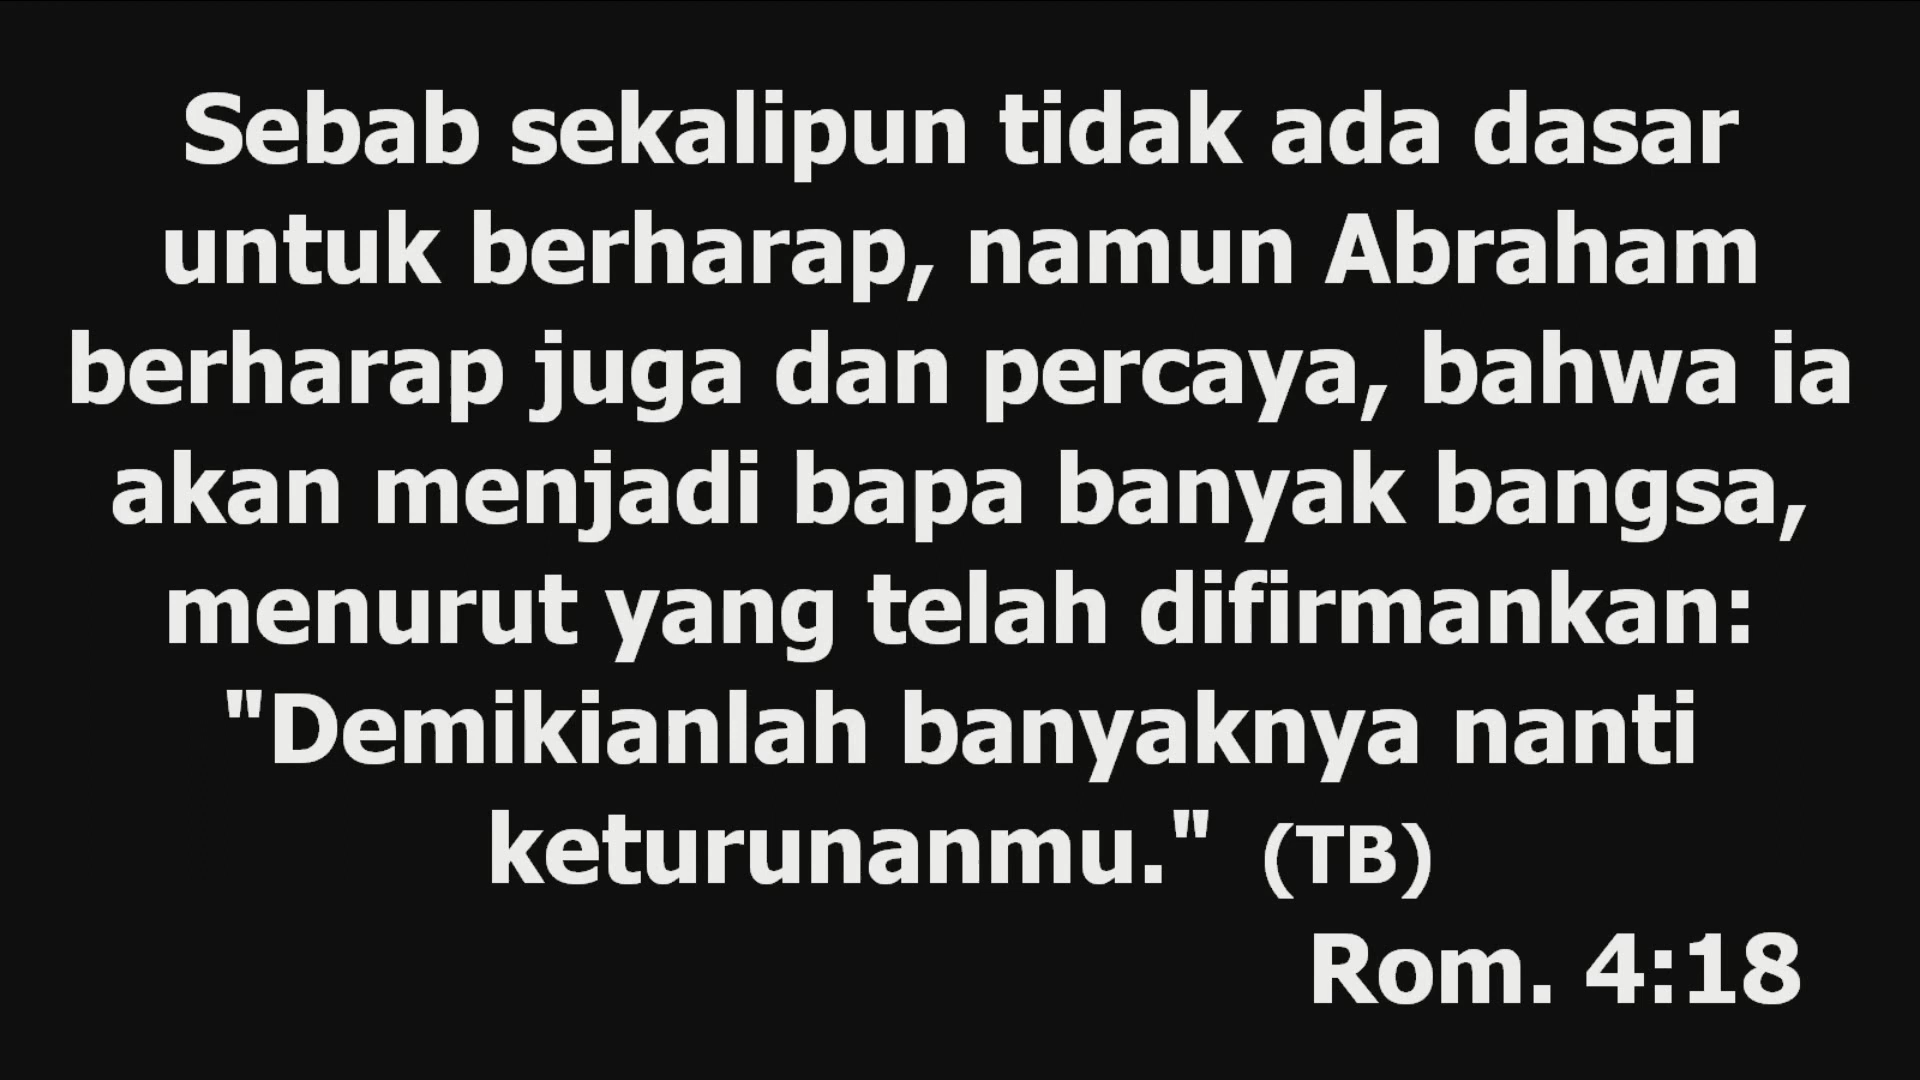 Sebab sekalipun tidak ada dasar
untuk berharap, namun Abraham
berharap juga dan percaya, bahwa ia
akan menjadi bapa banyak bangsa,
menurut yang telah difirmankan:
"Demikianlah banyaknya nanti
keturunanmu." (TB)
Rom. 4:18